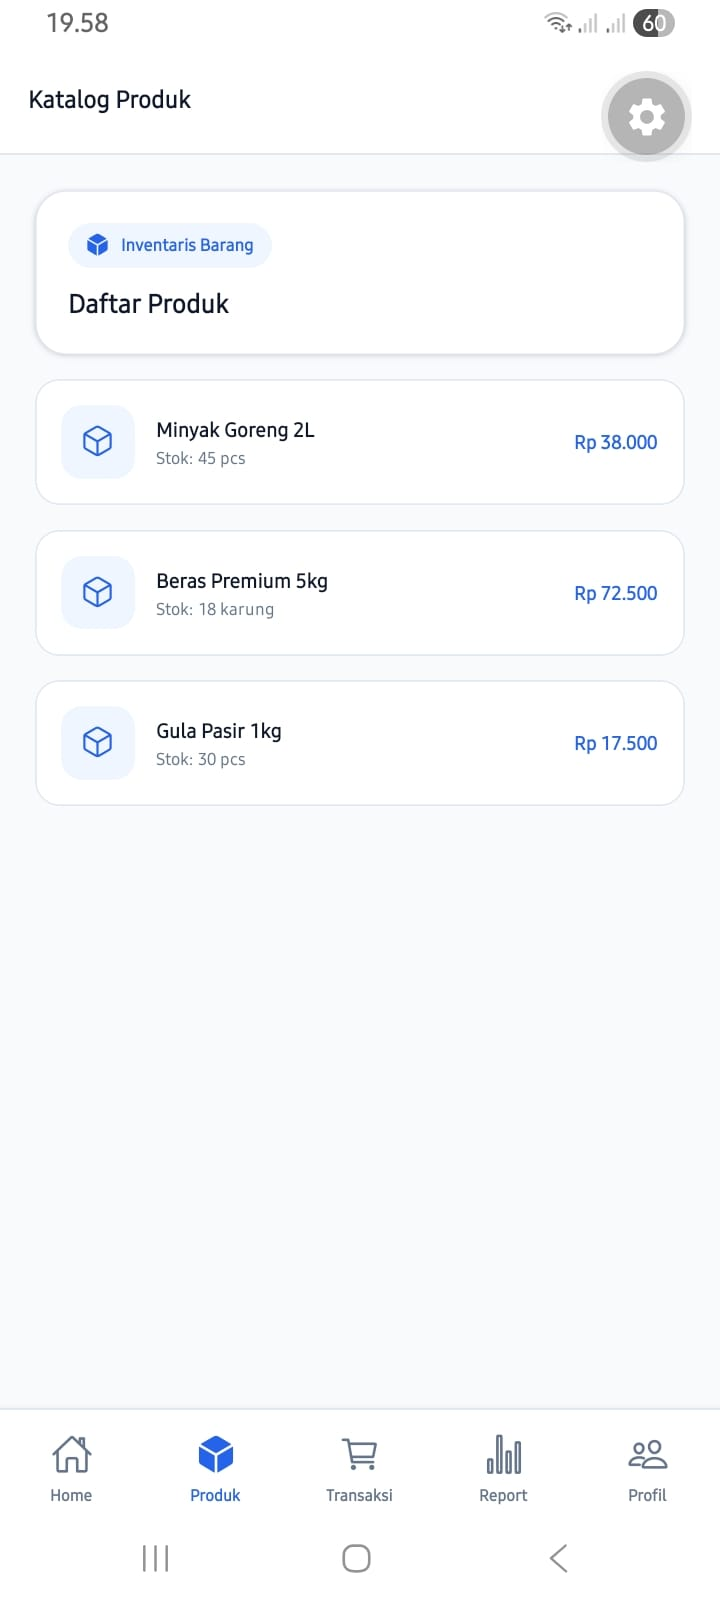 19.58
60
Katalog Produk
Inventaris Barang
Daftar Produk
Minyak Goreng 2L
Stok: 45 pcs
Rp 38.000
Beras Premium 5kg
Stok: 18 karung
Rp 72.500
Gula Pasir 1kg
Stok: 30 pcs
Rp 17.500
Home
Produk
Transaksi
Report
Profil